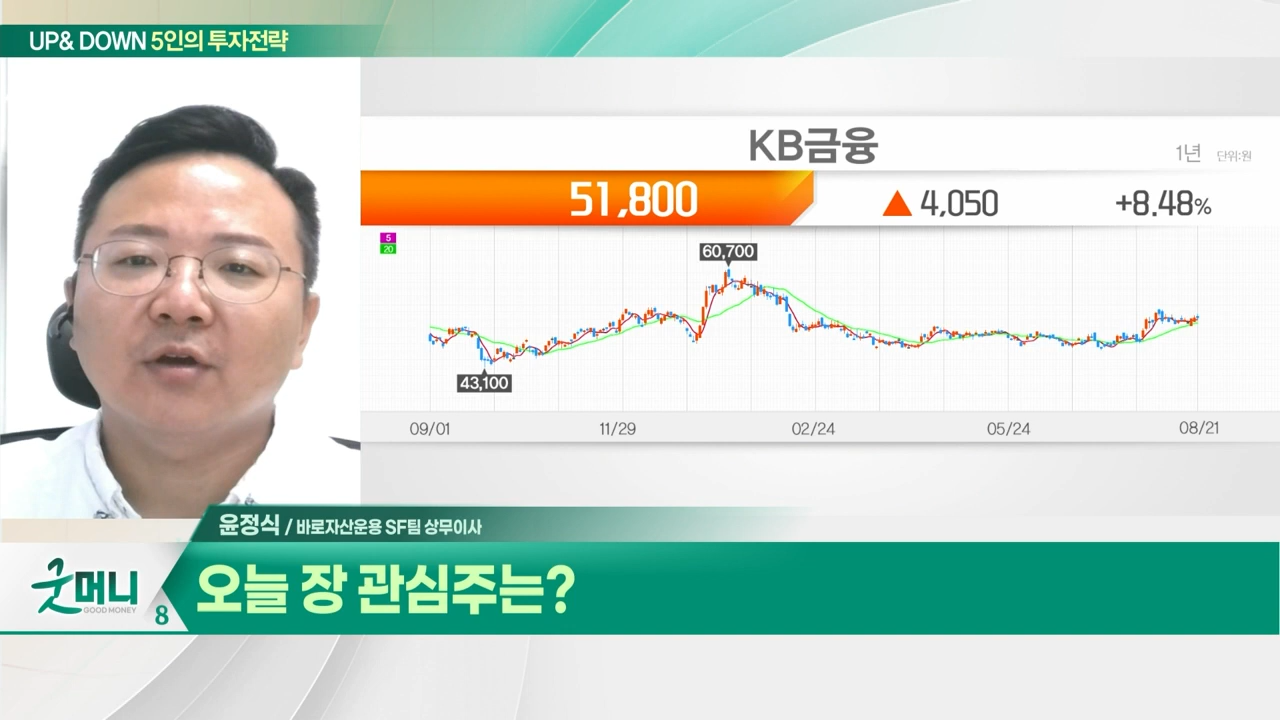 UP& DOWN 5인의 투자전략
KB금융
1년 단위:원
51,800
▲ 4,050
+8.48%
5
20
60,700
43,100
09/01
11/29
02/24
05/24
08/21
윤정식 / 바로자산운용 SF팀 상무이사
굿머니
GOOD MONEY
8
오늘 장 관심주는?